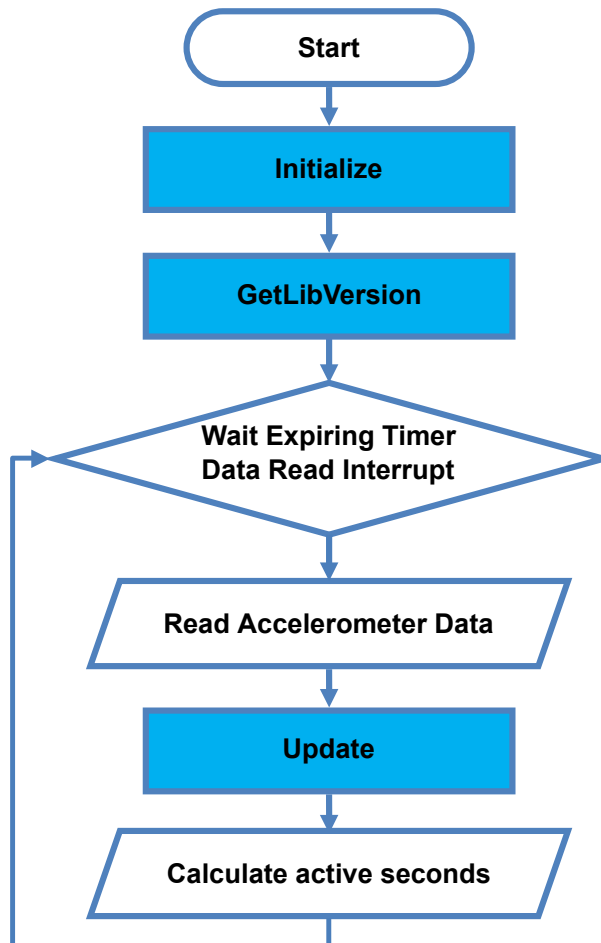 Start
Initialize
GetLibVersion
Wait Expiring Timer
Data Read Interrupt
Read Accelerometer Data
Update
Calculate active seconds